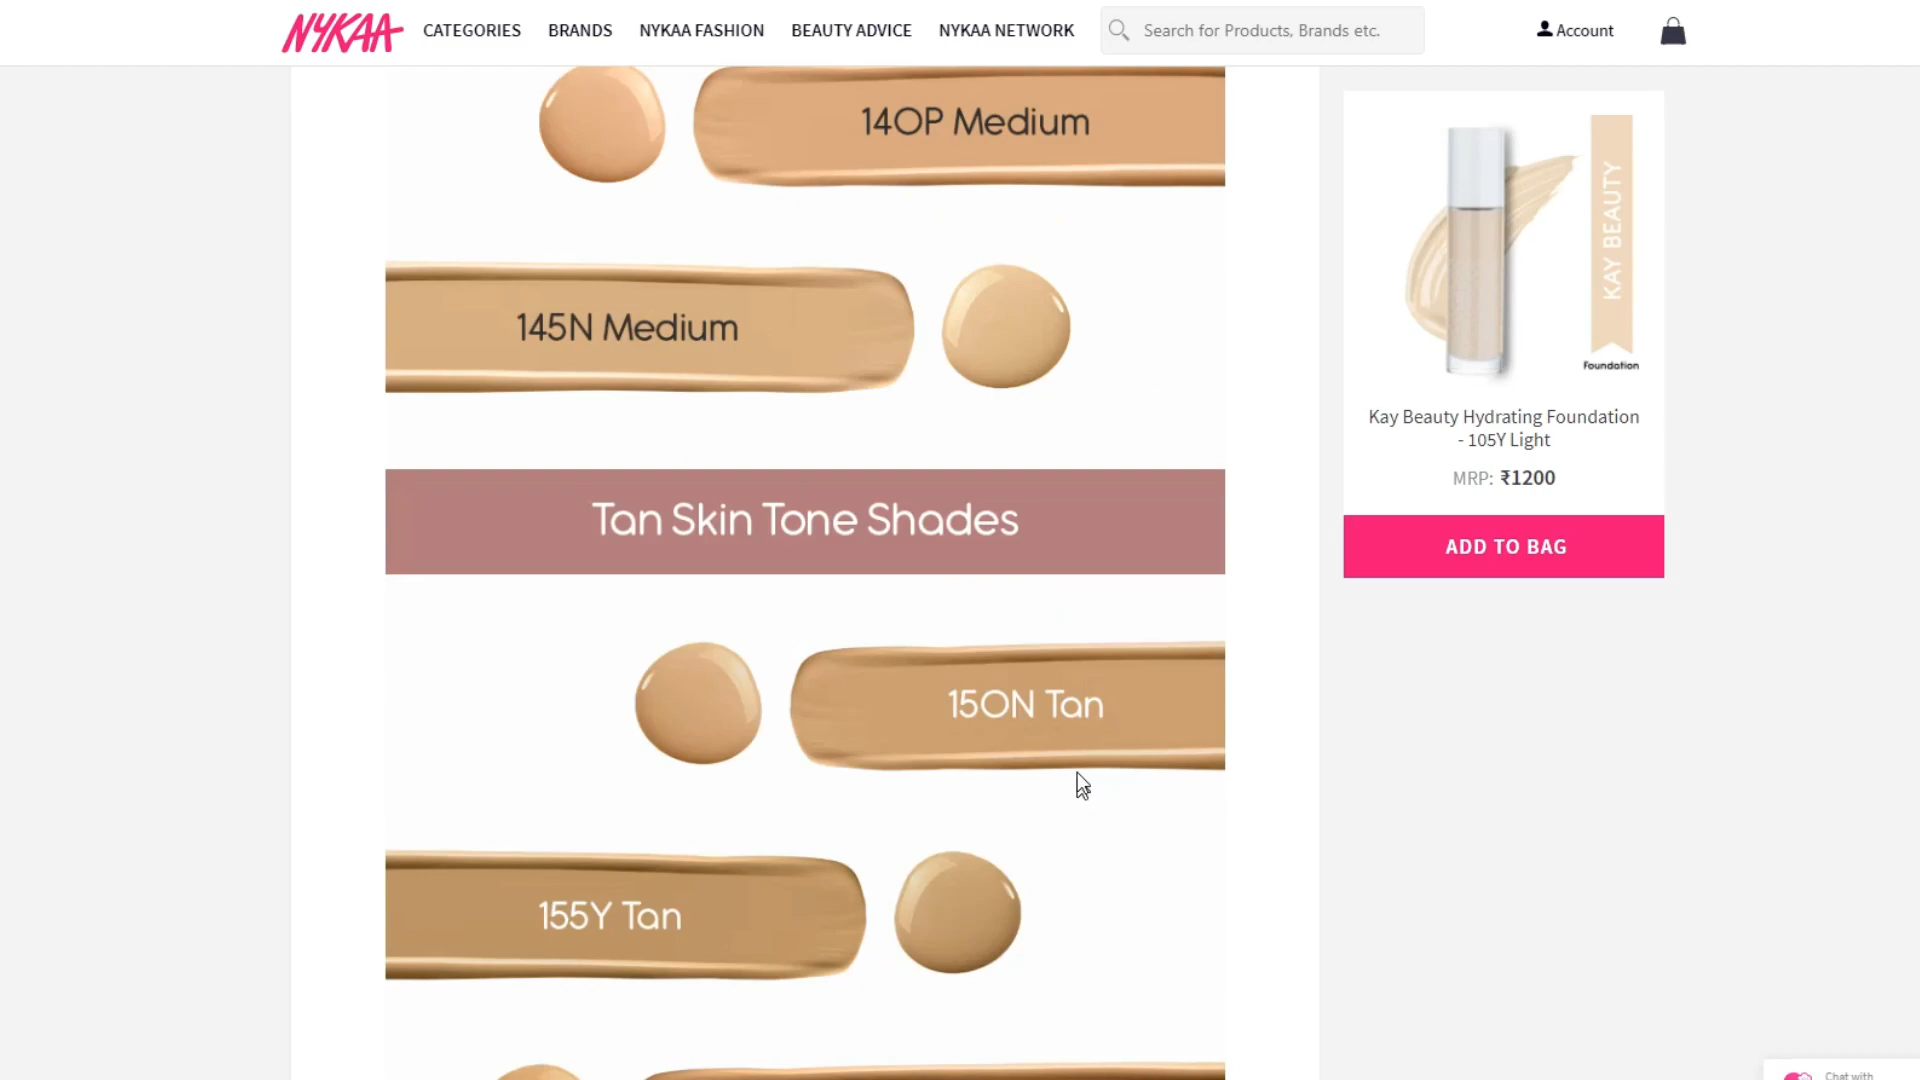 NYKAA CATEGORIES BRANDS NYKAA FASHION BEAUTY ADVICE NYKAA NETWORK Search for Products, Brands etc. Account
140P Medium
145N Medium
Tan Skin Tone Shades
150N Tan
155Y Tan
KAY BEAUTY
Foundation
Kay Beauty Hydrating Foundation
- 105Y Light
MRP: ₹1200
ADD TO BAG
Chat with